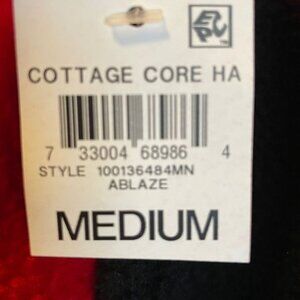 COTTAGE CORE HA
7 33004 68986 4
STYLE 100136484MN
ABLAZE
MEDIUM